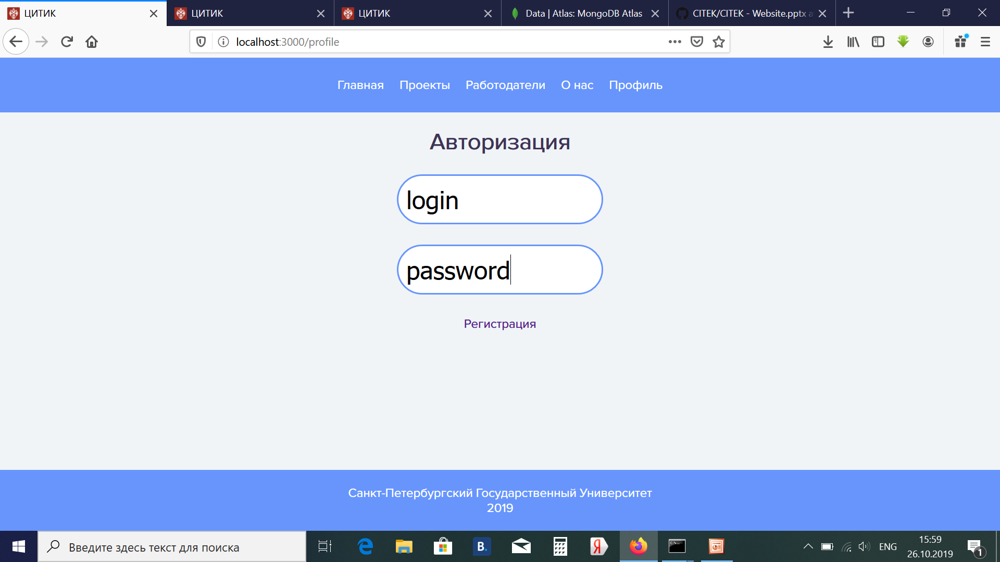 ЦИТИК
ЦИТИК
ЦИТИК
Data | Atlas: MongoDB Atlas
CITEK/CITEK - Website.pptx a
localhost:3000/profile
Главная Проекты Работодатели О нас Профиль
Авторизация
login
password
Регистрация
Санкт-Петербургский Государственный Университет
2019
Введите здесь текст для поиска
B.
Я
ENG
15:59
26.10.2019
1